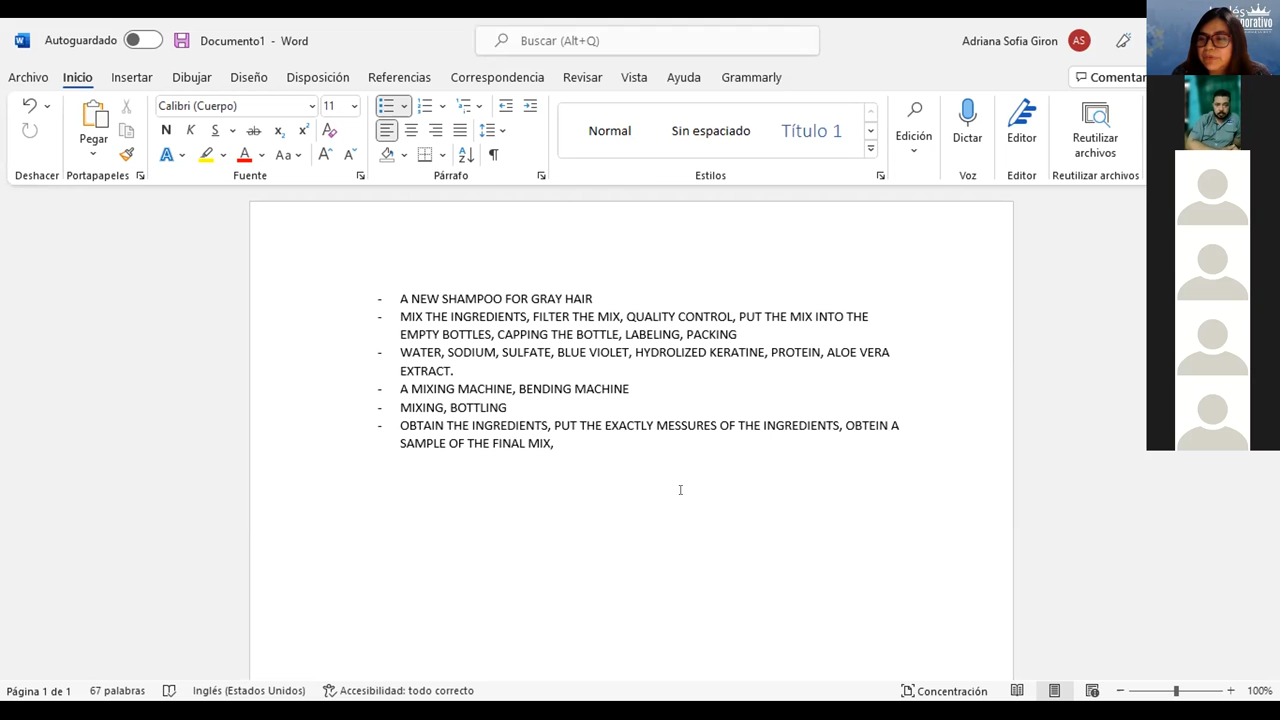 Autoguardado
Documento1 - Word
Buscar (Alt+Q)
Adriana Sofia Giron
AS
Inglés
Archivo Inicio Insertar Dibujar Diseño Disposición Referencias Correspondencia Revisar Vista Ayuda Grammarly
Comentar
Calibri (Cuerpo) 11
Pegar
N K S ab x₂ x²
A A Aa A A
Normal Sin espaciado Título 1
Edición Dictar Editor Reutilizar archivos
Deshacer Portapapeles Fuente Párrafo Estilos Voz Editor Reutilizar archivos
- A NEW SHAMPOO FOR GRAY HAIR
- MIX THE INGREDIENTS, FILTER THE MIX, QUALITY CONTROL, PUT THE MIX INTO THE
EMPTY BOTTLES, CAPPING THE BOTTLE, LABELING, PACKING
- WATER, SODIUM, SULFATE, BLUE VIOLET, HYDROLIZED KERATINE, PROTEIN, ALOE VERA
EXTRACT.
- A MIXING MACHINE, BENDING MACHINE
- MIXING, BOTTLING
- OBTAIN THE INGREDIENTS, PUT THE EXACTLY MESSURES OF THE INGREDIENTS, OBTEIN A
SAMPLE OF THE FINAL MIX,
Página 1 de 1 67 palabras Inglés (Estados Unidos) Accesibilidad: todo correcto Concentración 100%